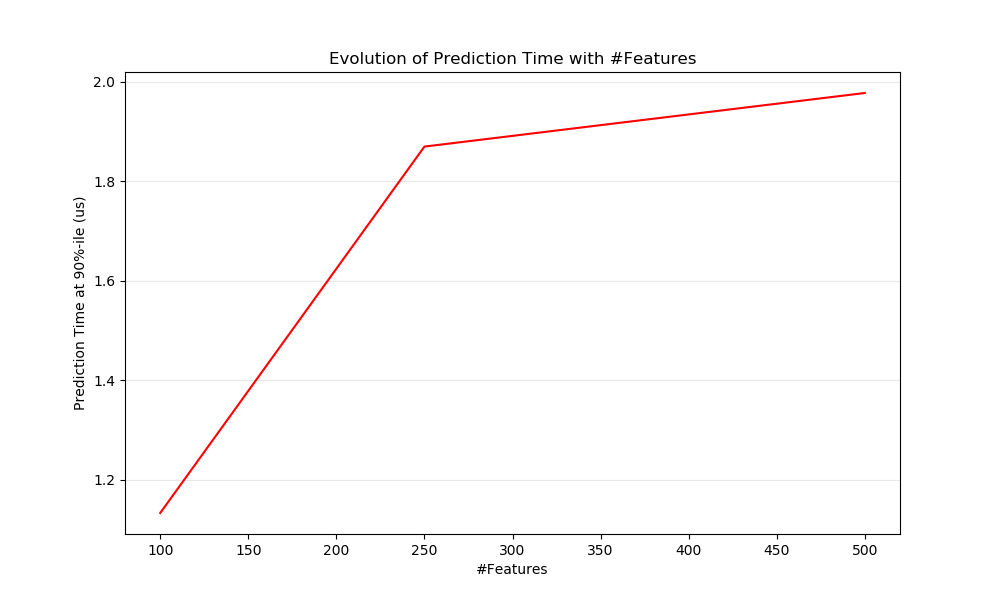 Evolution of Prediction Time with #Features
Prediction Time at 90%-ile (us)
2.0
1.8
1.6
1.4
1.2
100 150 200 250 300 350 400 450 500
#Features